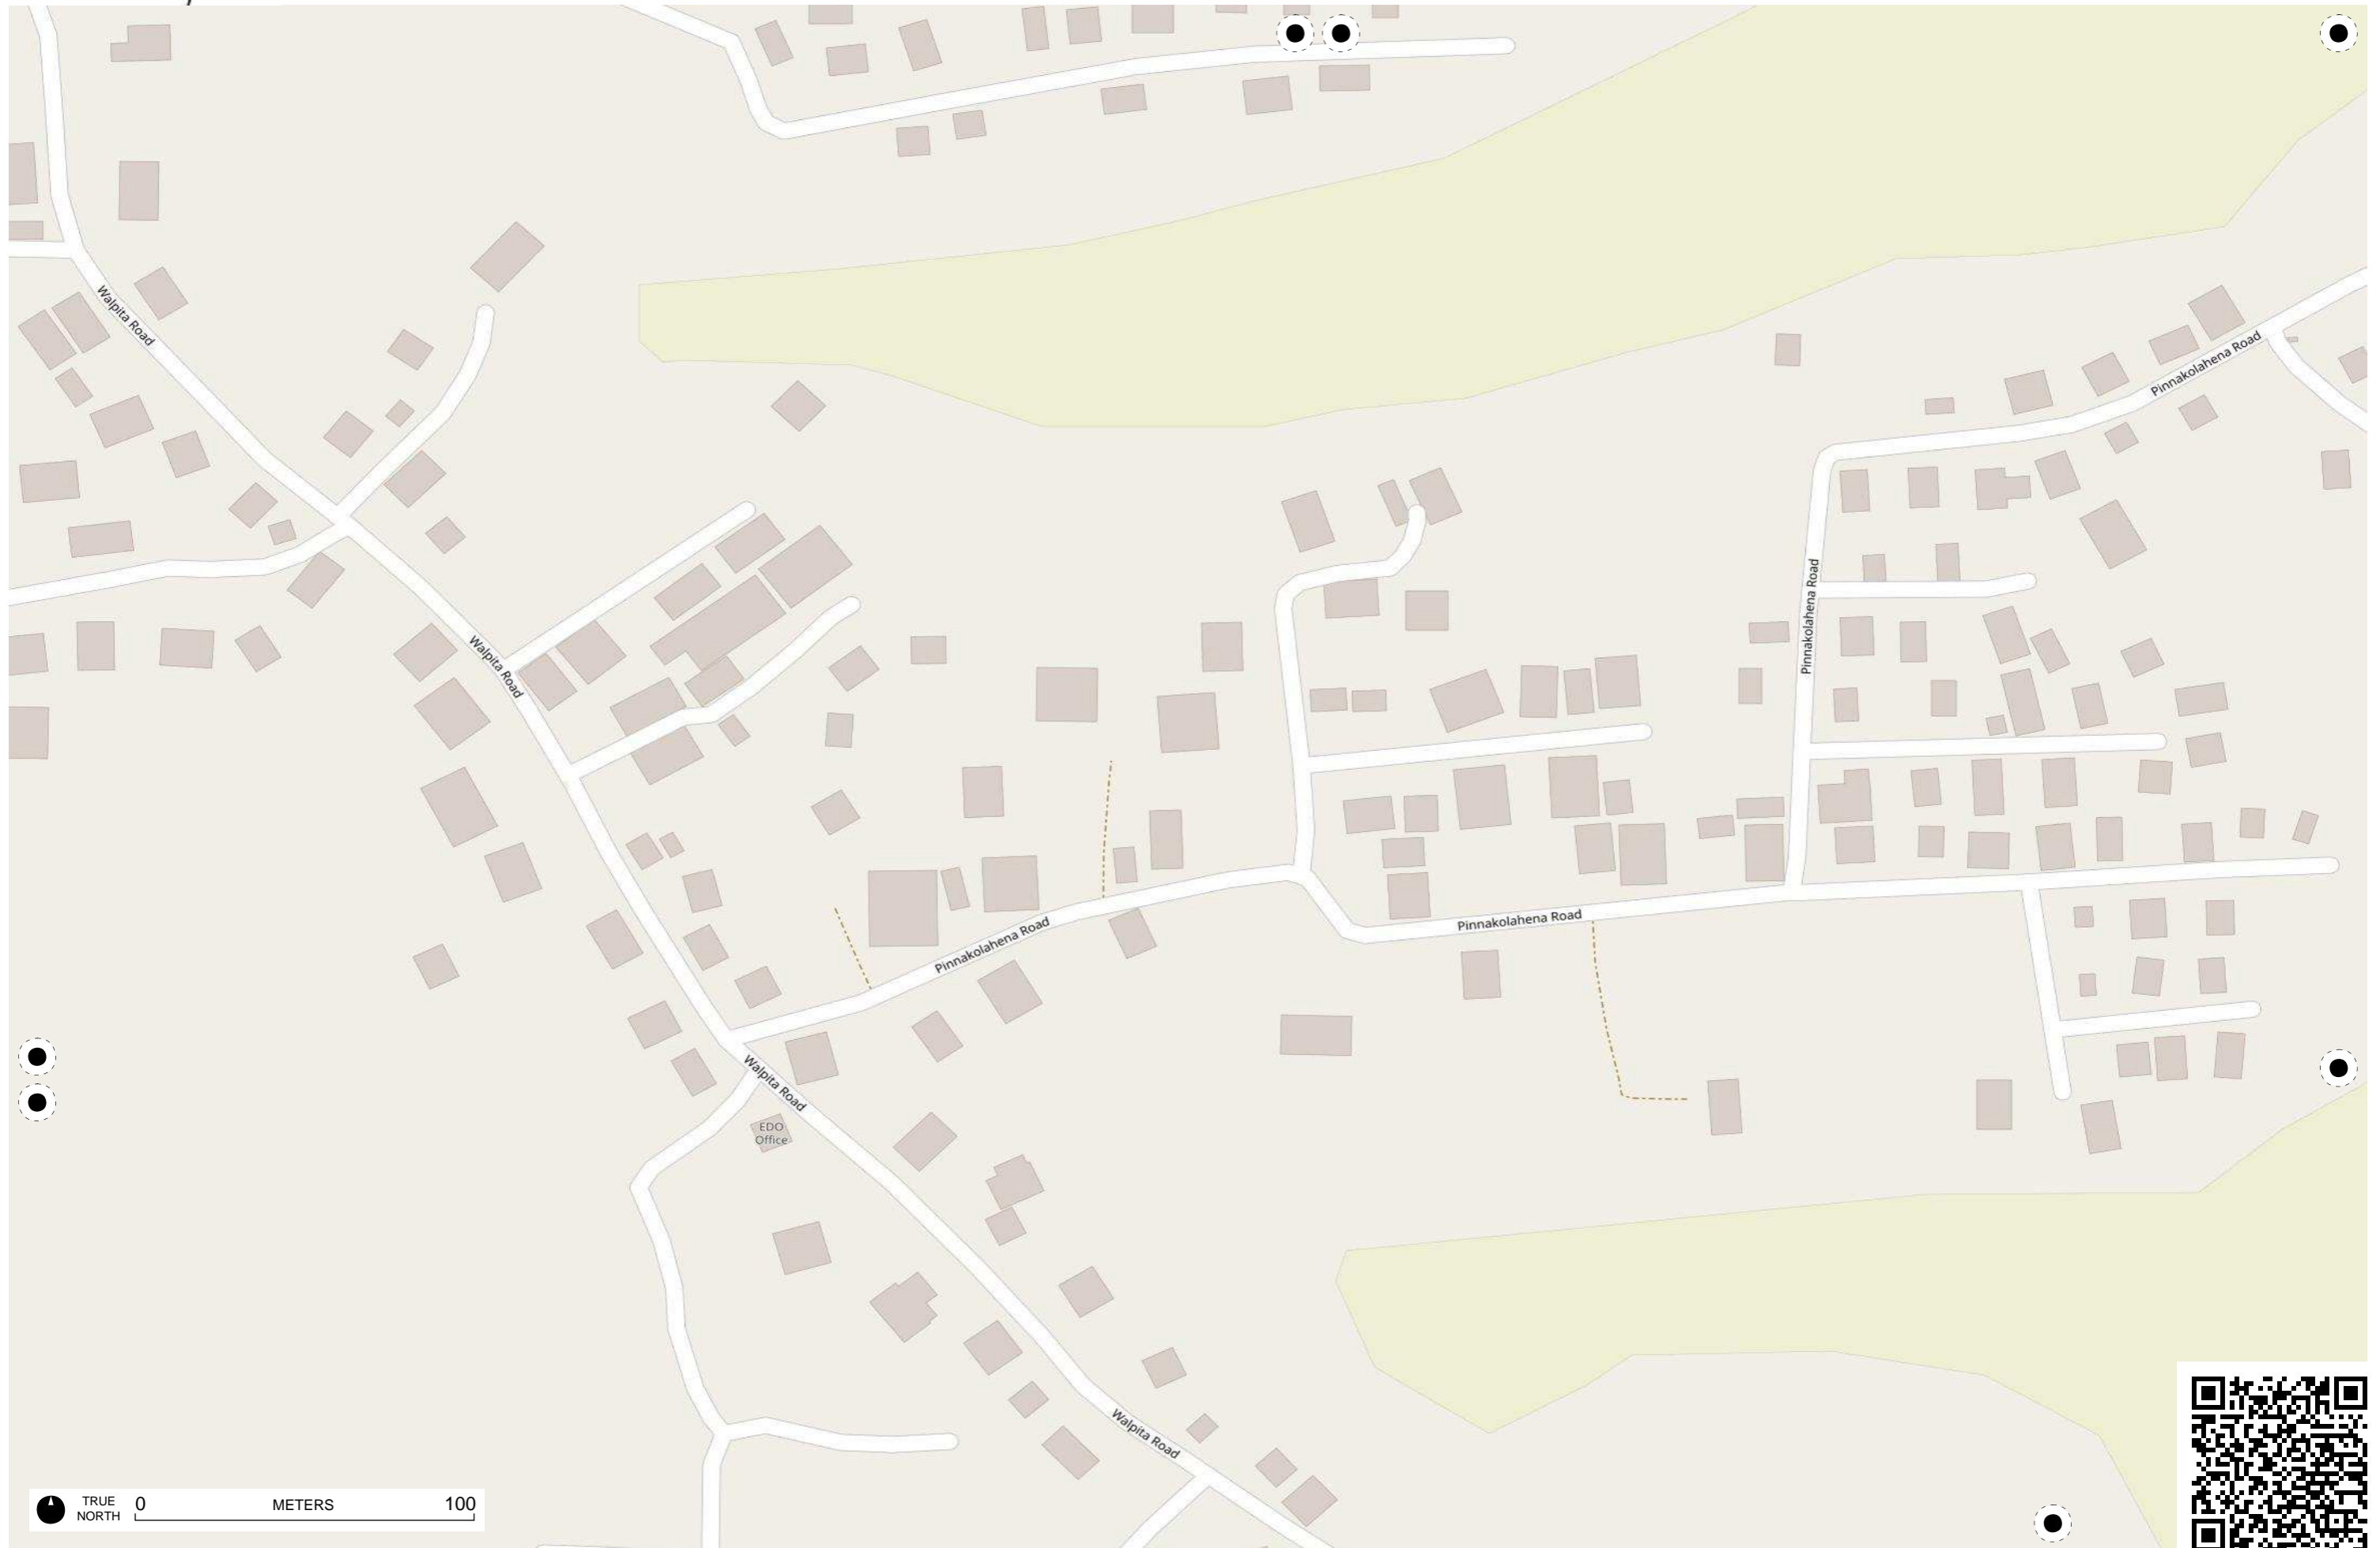 Walpita Road
Pinnakolahena Road
Pinnakolahena Road
Walpita Road
Pinnakolahena Road
Pinnakolahena Road
Walpita Road
EDO
Office
Walpita Road
TRUE
NORTH
0
METERS
100